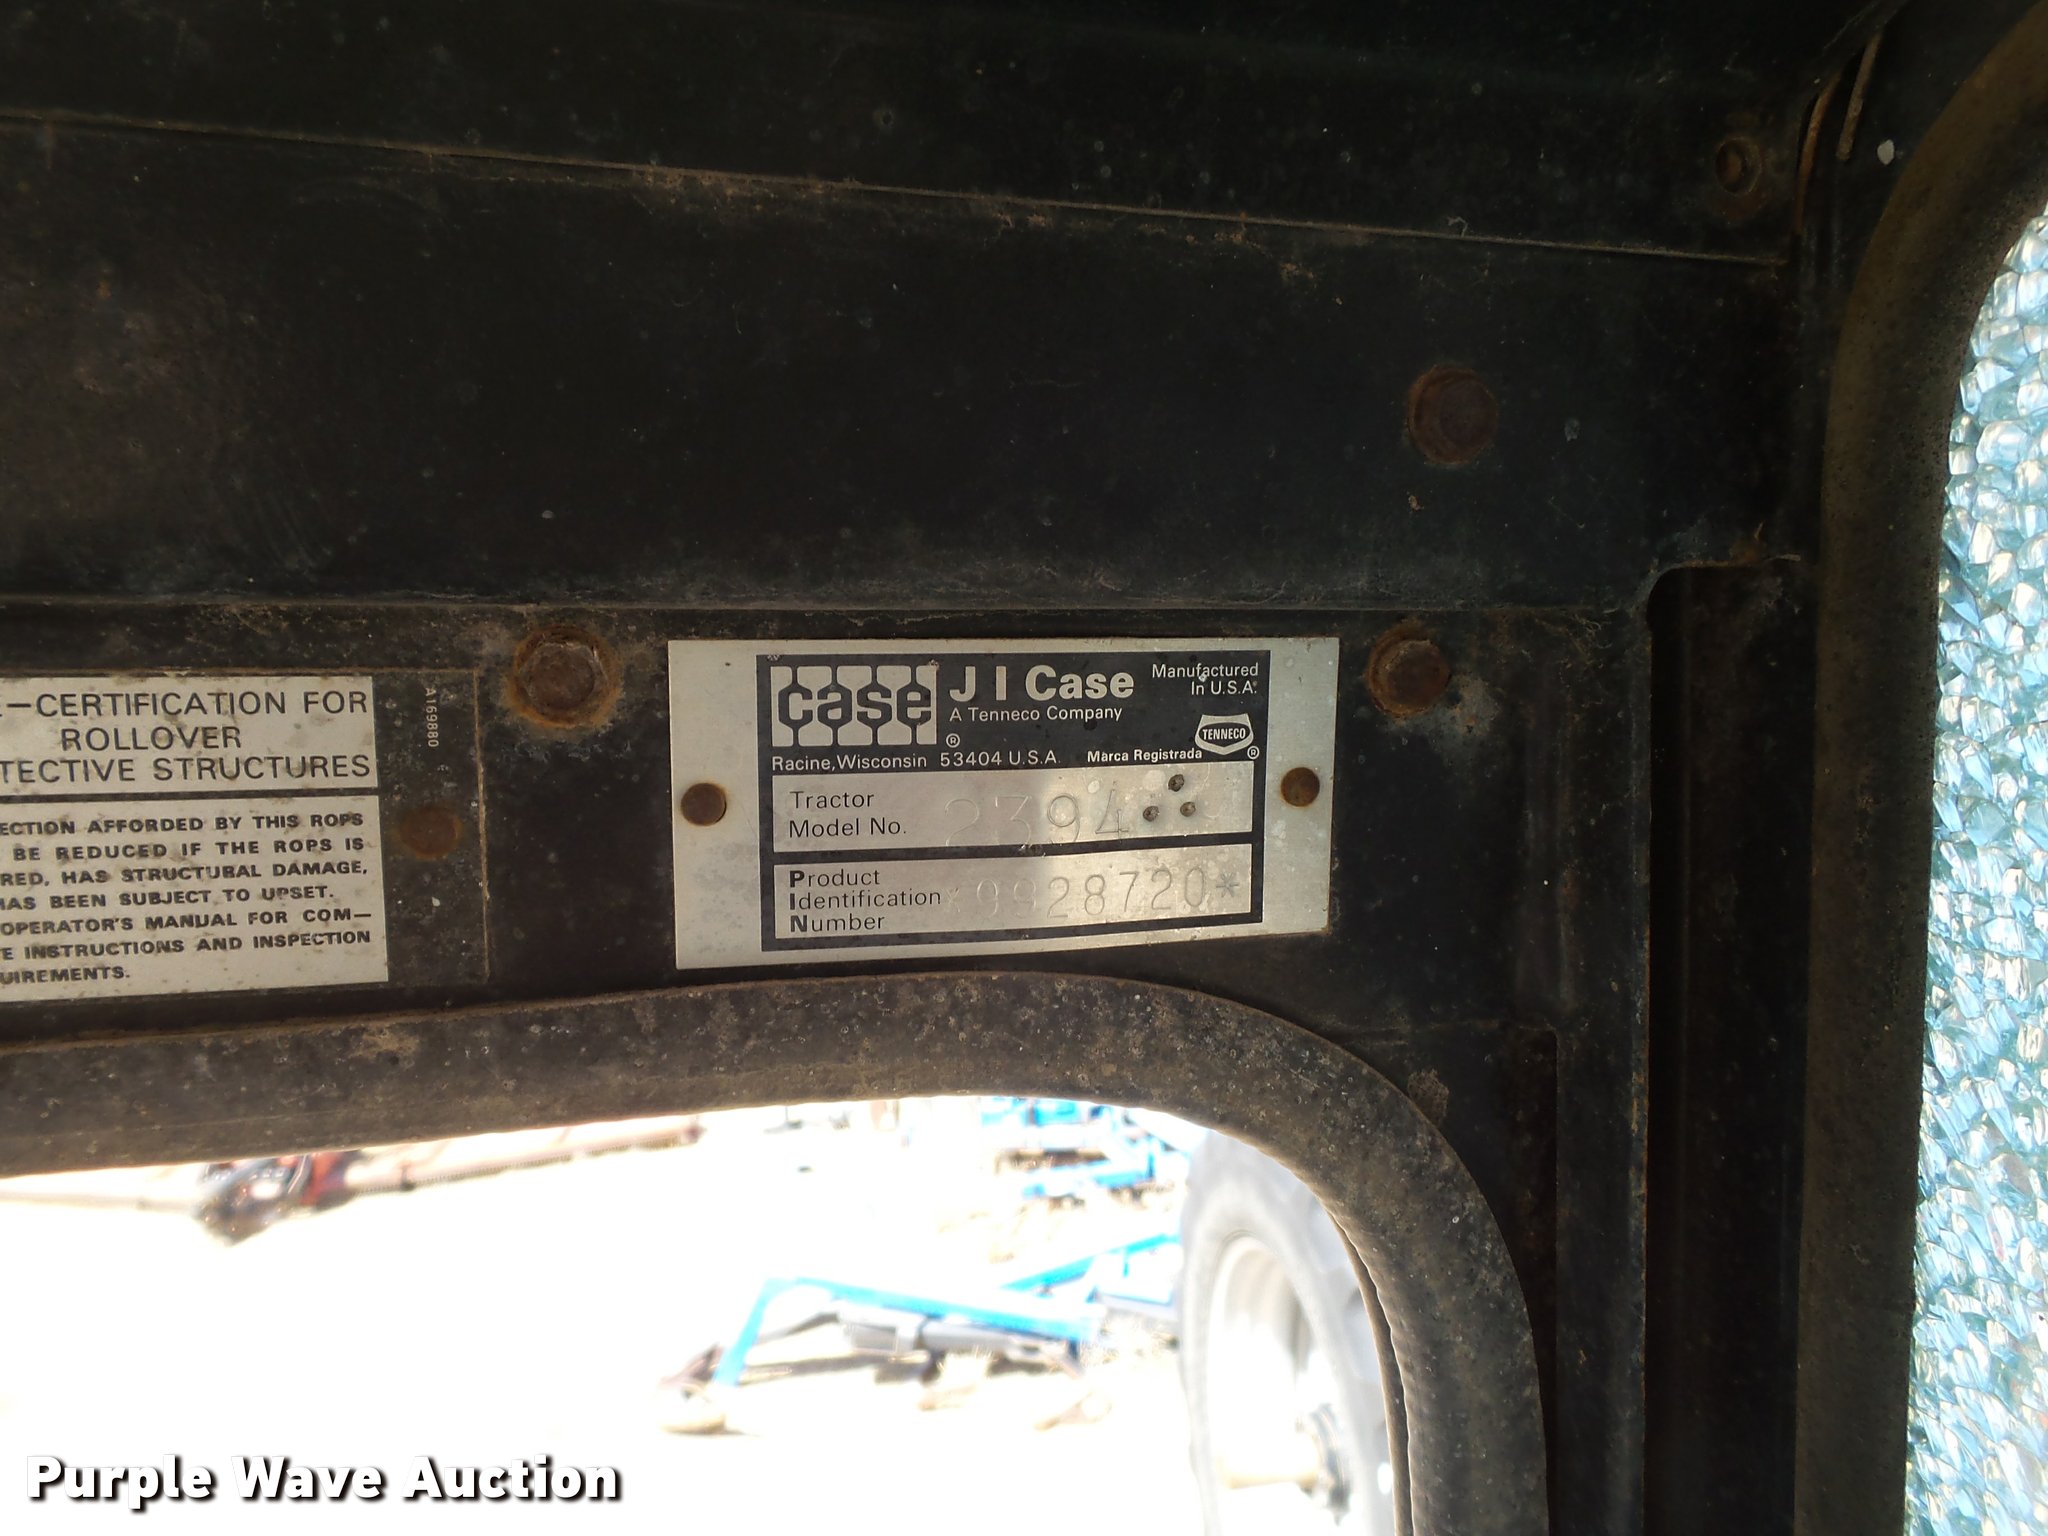 E-CERTIFICATION FOR
ROLLOVER
TECTIVE STRUCTURES
ECTION AFFORDED BY THIS ROPS
BE REDUCED IF THE ROPS IS
RED, HAS STRUCTURAL DAMAGE,
HAS BEEN SUBJECT TO UPSET.
OPERATOR'S MANUAL FOR COM-
TE INSTRUCTIONS AND INSPECTION
UIREMENTS.
A169880
case ®
J I Case
A Tenneco Company
Manufactured
In U.S.A.
TENNECO ®
Racine, Wisconsin 53404 U.S.A. Marca Registrada
Tractor
Model No. 2394
Product
Identification
Number
*9928720*
Purple Wave Auction